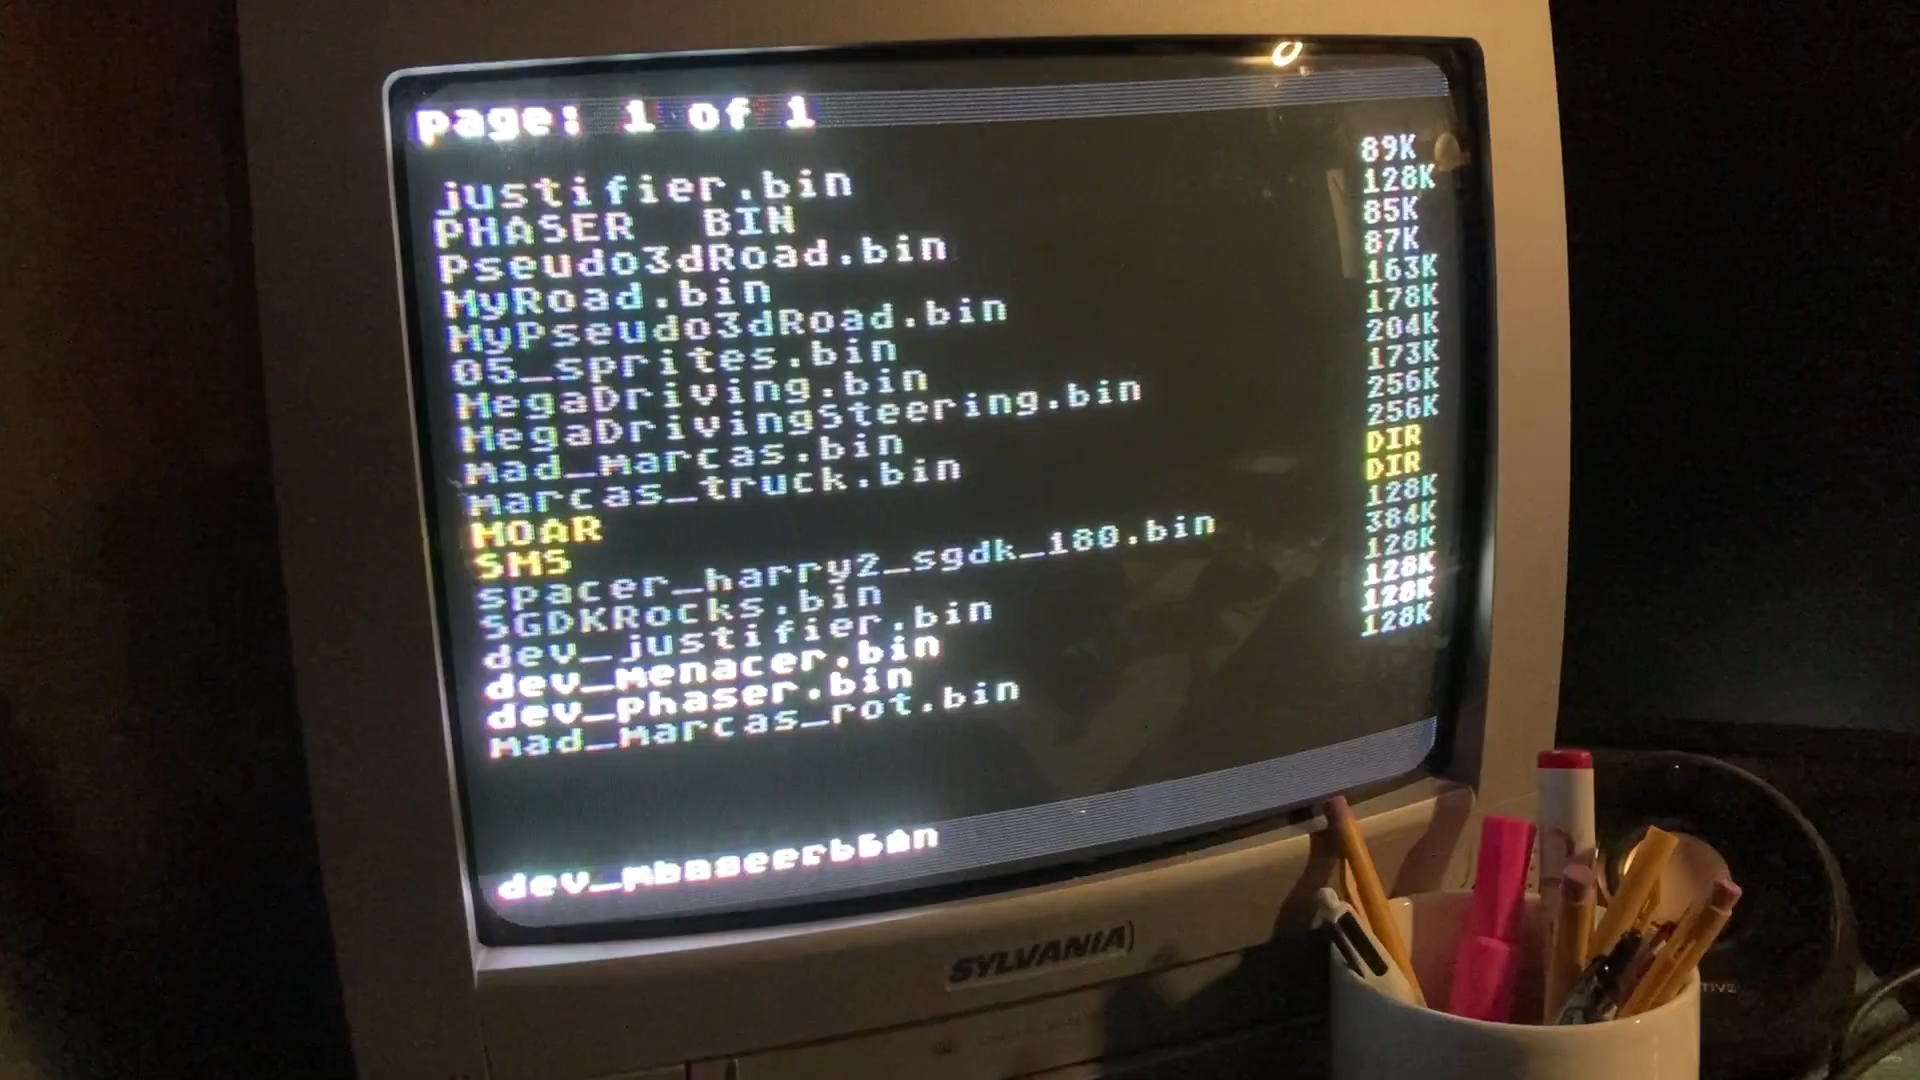 page: 1 of 1
justifier.bin 89K
PHASER BIN 128K
Pseudo3dRoad.bin 85K
MyRoad.bin 87K
MyPseudo3dRoad.bin 163K
05_sprites.bin 178K
MegaDriving.bin 204K
MegaDrivingSteering.bin 173K
mad_marcas.bin 256K
marcas_truck.bin 256K
MOAR DIR
SMS DIR
spacer_harry2_sgdk_180.bin 128K
SGDKRocks.bin 384K
dev_justifier.bin 128K
dev_menacer.bin 128K
dev_phaser.bin 128K
mad_marcas_rot.bin 128K
SYLVANIA